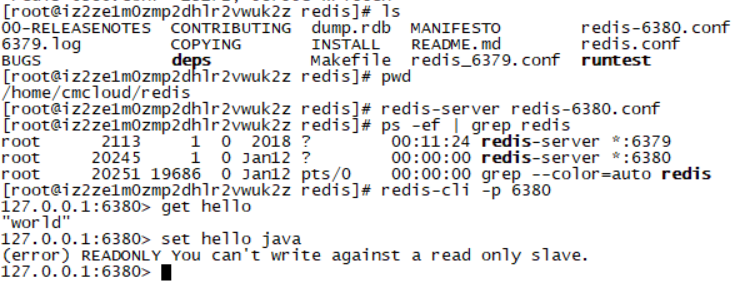 [root@iz2ze1m0zmp2dhlr2vwuk2z redis]# ls
00-RELEASENOTES CONTRIBUTING dump.rdb MANIFESTO redis-6380.conf
6379.log COPYING INSTALL README.md redis.conf
BUGS deps Makefile redis_6379.conf runtest
[root@iz2ze1m0zmp2dhlr2vwuk2z redis]# pwd
/home/cmcloud/redis
[root@iz2ze1m0zmp2dhlr2vwuk2z redis]# redis-server redis-6380.conf
[root@iz2ze1m0zmp2dhlr2vwuk2z redis]# ps -ef | grep redis
root 2113 1 0 2018 ? 00:11:24 redis-server *:6379
root 20245 1 0 Jan12 ? 00:00:00 redis-server *:6380
root 20251 19686 0 Jan12 pts/0 00:00:00 grep --color=auto redis
[root@iz2ze1m0zmp2dhlr2vwuk2z redis]# redis-cli -p 6380
127.0.0.1:6380> get hello
"world"
127.0.0.1:6380> set hello java
(error) READONLY You can't write against a read only slave.
127.0.0.1:6380>